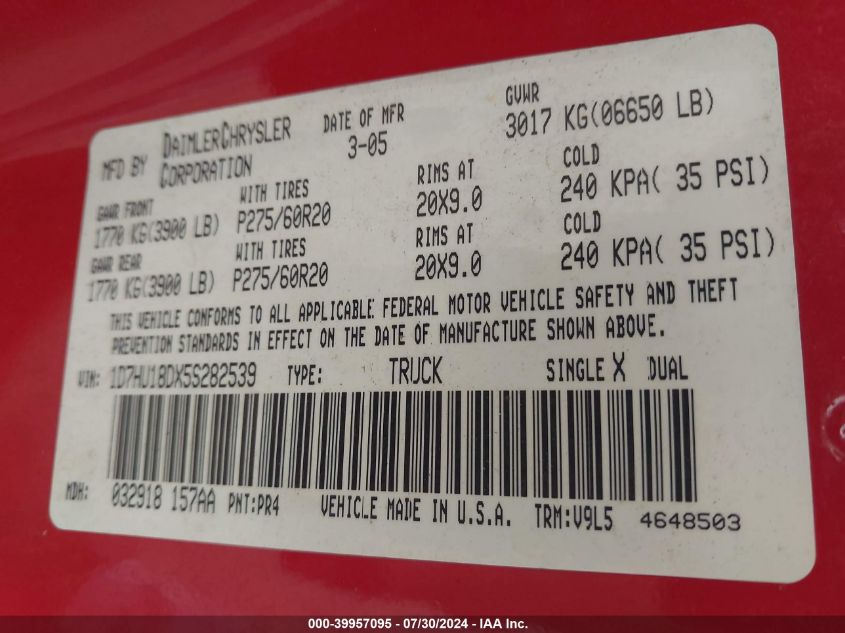 MFD BY DAIMLERCHRYSLER CORPORATION DATE OF MFR 3-05 GVWR 3017 KG(06650 LB)
GAWR FRONT WITH TIRES RIMS AT COLD
1770 KG(3900 LB) P275/60R20 20X9.0 240 KPA( 35 PSI)
GAWR REAR WITH TIRES RIMS AT COLD
1770 KG(3900 LB) P275/60R20 20X9.0 240 KPA( 35 PSI)
THIS VEHICLE CONFORMS TO ALL APPLICABLE FEDERAL MOTOR VEHICLE SAFETY AND THEFT
PREVENTION STANDARDS IN EFFECT ON THE DATE OF MANUFACTURE SHOWN ABOVE.
VIN: 1D7HU18DX5S282539 TYPE: TRUCK SINGLE X DUAL
MDH: 032918 157AA PNT:PR4 VEHICLE MADE IN U.S.A. TRM:V9L5 4648503
000-39957095 - 07/30/2024 - IAA Inc.